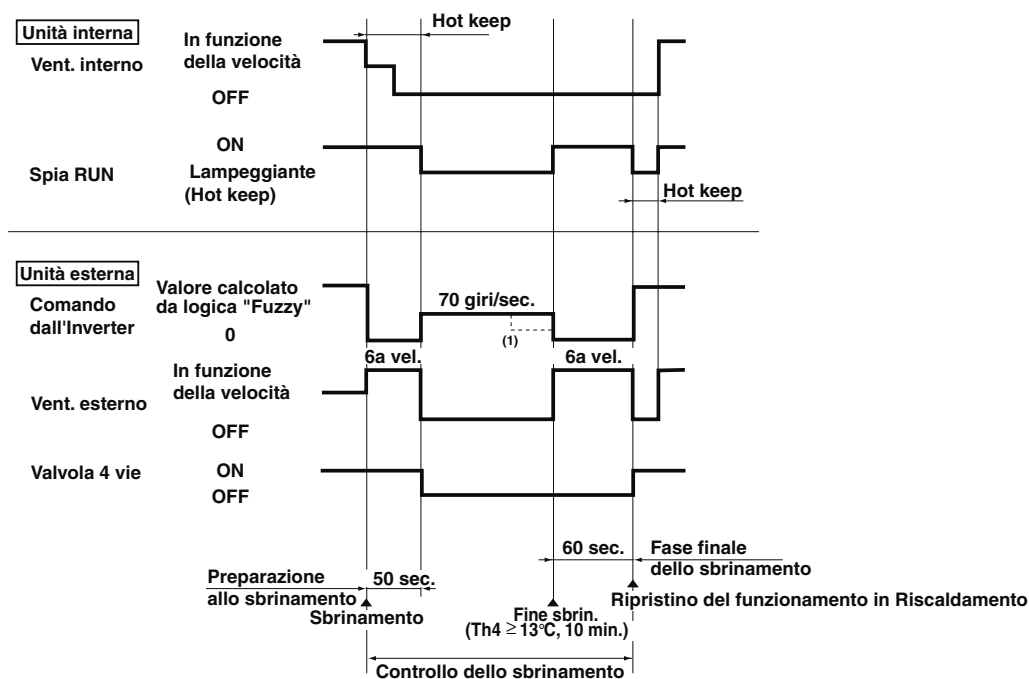 Hot keep
Unità interna
Vent. interno
In funzione
della velocità
OFF
Spia RUN
ON
Lampeggiante
(Hot keep)
Hot keep
Unità esterna
Comando
dall'Inverter
Valore calcolato
da logica "Fuzzy"
0
70 giri/sec.
(1)
6a vel.
6a vel.
Vent. esterno
In funzione
della velocità
OFF
Valvola 4 vie
ON
OFF
60 sec.
Fase finale
dello sbrinamento
Preparazione
allo sbrinamento
50 sec.
Sbrinamento
Fine sbrin.
(Th4 ≧ 13°C, 10 min.)
Ripristino del funzionamento in Riscaldamento
Controllo dello sbrinamento